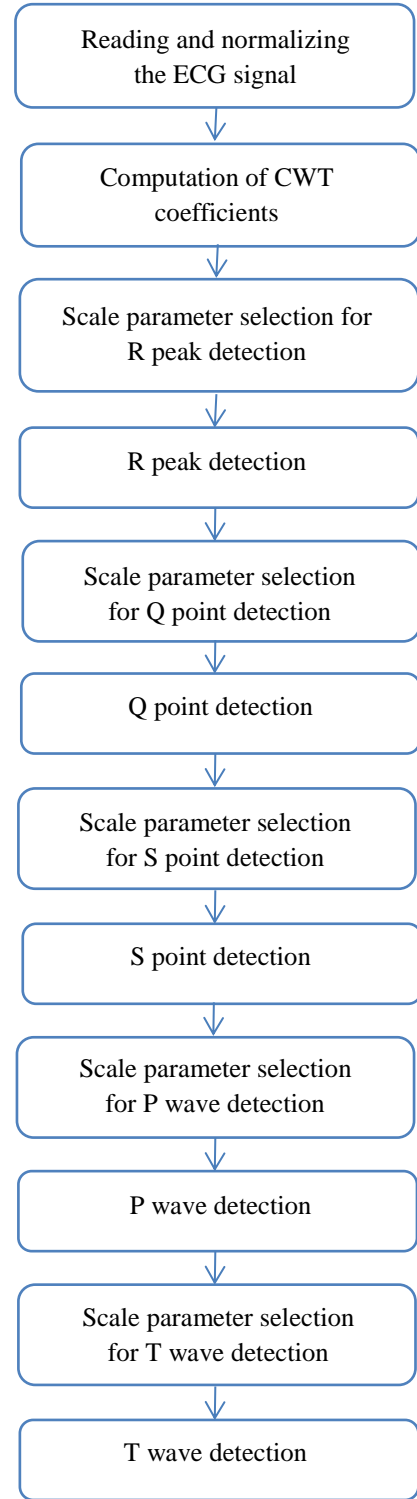 Reading and normalizing
the ECG signal
Computation of CWT
coefficients
Scale parameter selection for
R peak detection
R peak detection
Scale parameter selection
for Q point detection
Q point detection
Scale parameter selection
for S point detection
S point detection
Scale parameter selection
for P wave detection
P wave detection
Scale parameter selection
for T wave detection
T wave detection